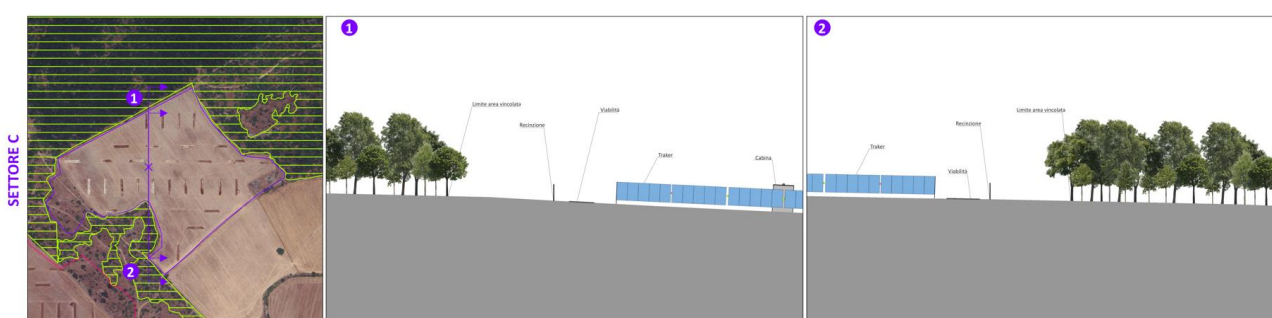 SETTORE C
1
2
1
Limite area vincolata
Viabilità
Recinzione
Traker
Cabina
2
Limite area vincolata
Recinzione
Traker
Viabilità